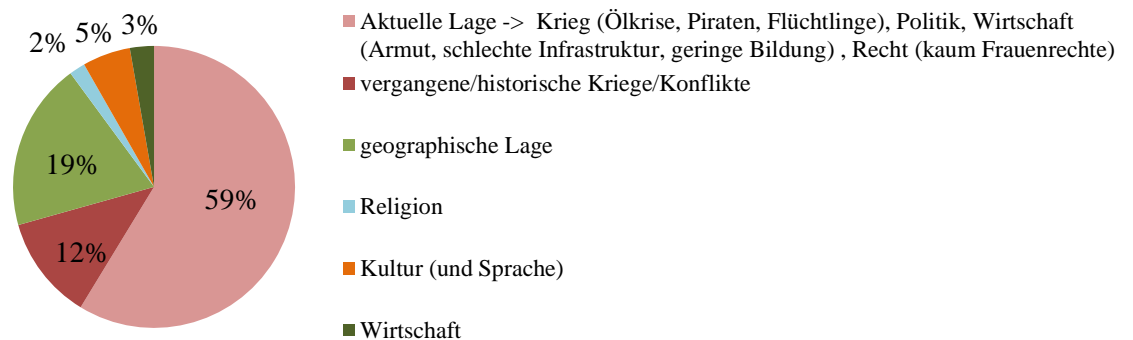 Aktuelle Lage -> Krieg (Ölkrise, Piraten, Flüchtlinge), Politik, Wirtschaft
(Armut, schlechte Infrastruktur, geringe Bildung) , Recht (kaum Frauenrechte)
vergangene/historische Kriege/Konflikte
geographische Lage
Religion
Kultur (und Sprache)
Wirtschaft
2%
5%
3%
19%
59%
12%